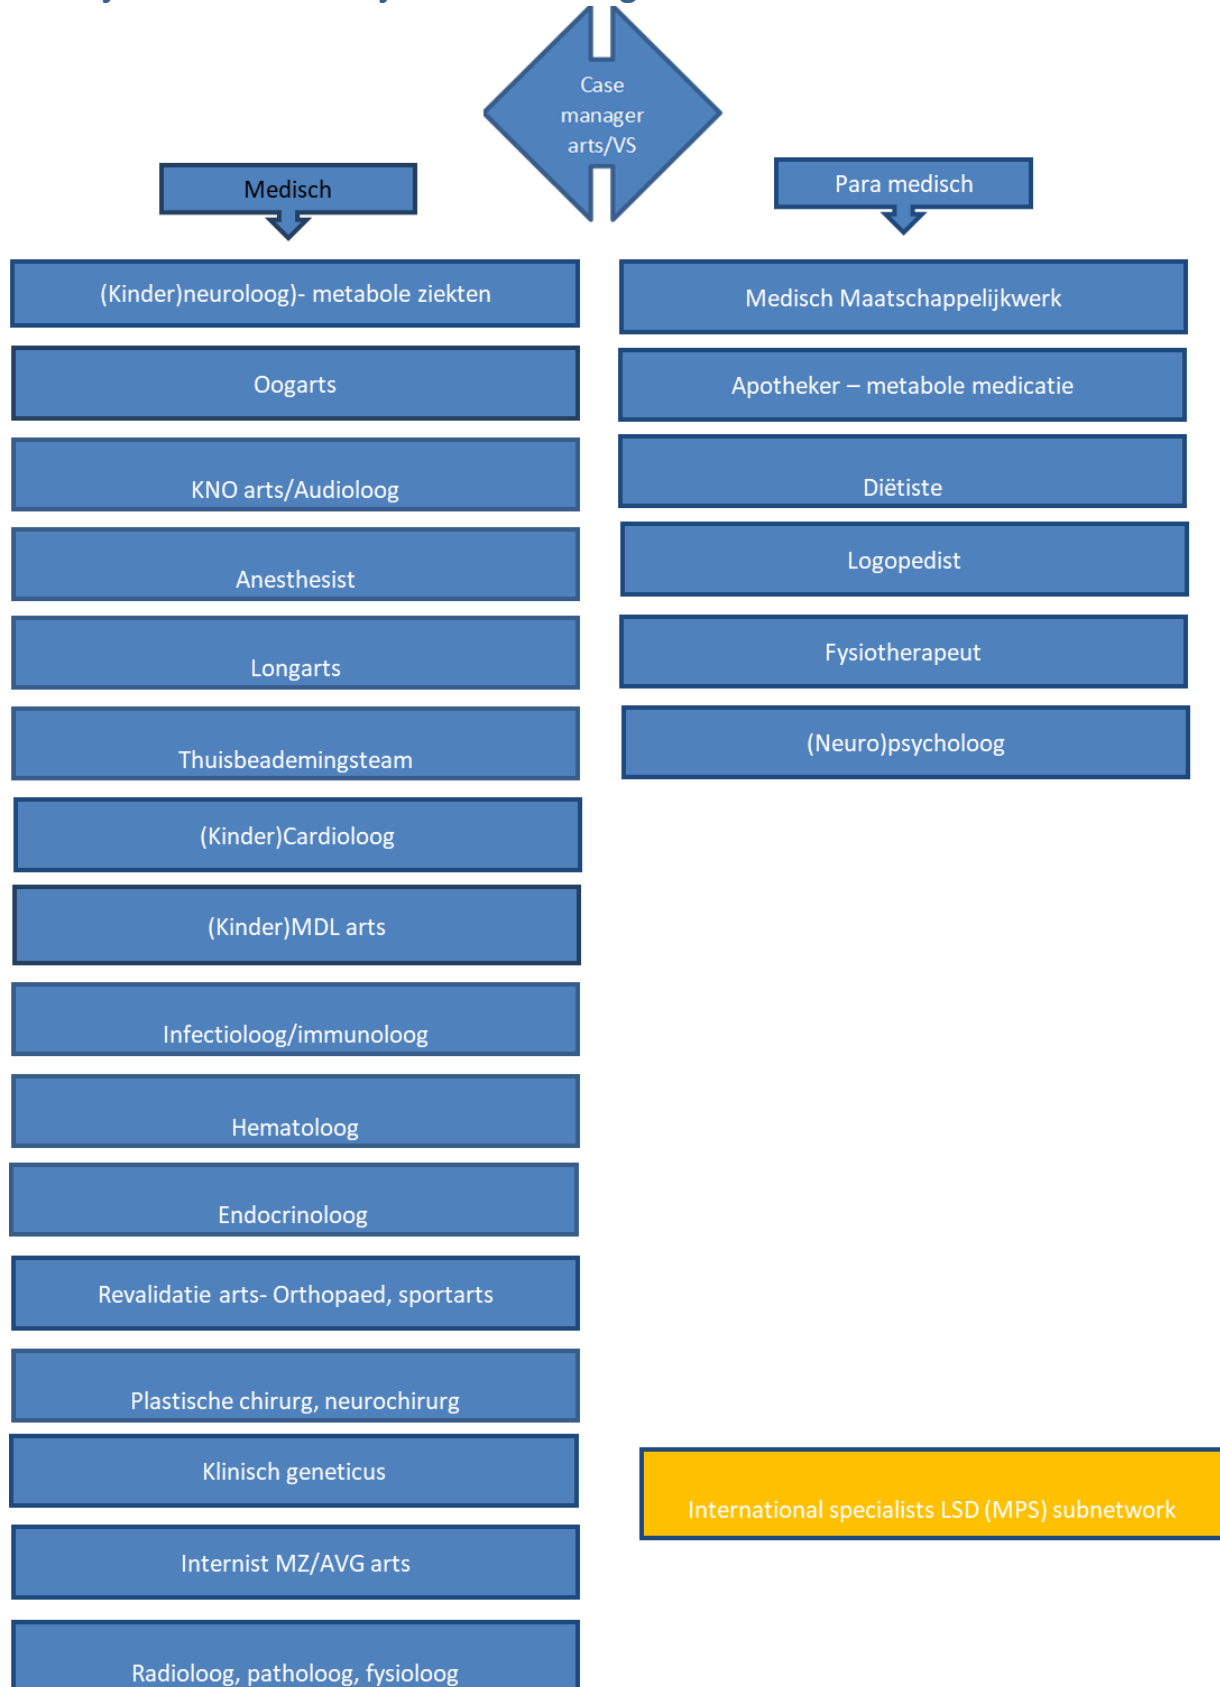 Case
manager
arts/VS
Medisch
Para medisch
(Kinder)neuroloog)- metabole ziekten
Oogarts
KNO arts/Audioloog
Anesthesist
Longarts
Thuisbeademingsteam
(Kinder)Cardioloog
(Kinder)MDL arts
Infectioloog/immunoloog
Hematoloog
Endocrinoloog
Revalidatie arts- Orthopaed, sportarts
Plastische chirurg, neurochirurg
Klinisch geneticus
Internist MZ/AVG arts
Radioloog, patholoog, fysioloog
Medisch Maatschappelijkwerk
Apotheker – metabole medicatie
Diëtiste
Logopedist
Fysiotherapeut
(Neuro)psycholoog
International specialists LSD (MPS) subnetwork